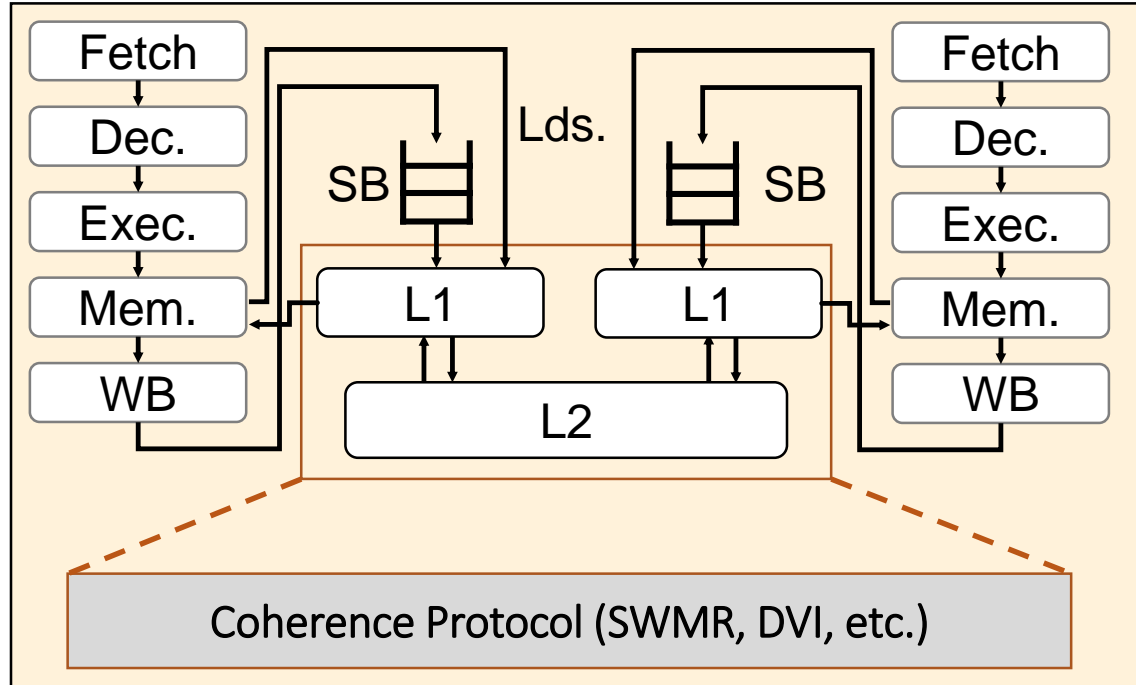 Fetch
Dec.
Exec.
Mem.
WB
SB
Lds.
SB
L1
L1
L2
Fetch
Dec.
Exec.
Mem.
WB
Coherence Protocol (SWMR, DVI, etc.)